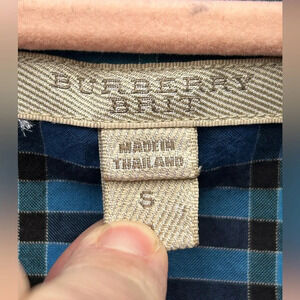 BURBERRY
BRIT
MADE IN
THAILAND
S